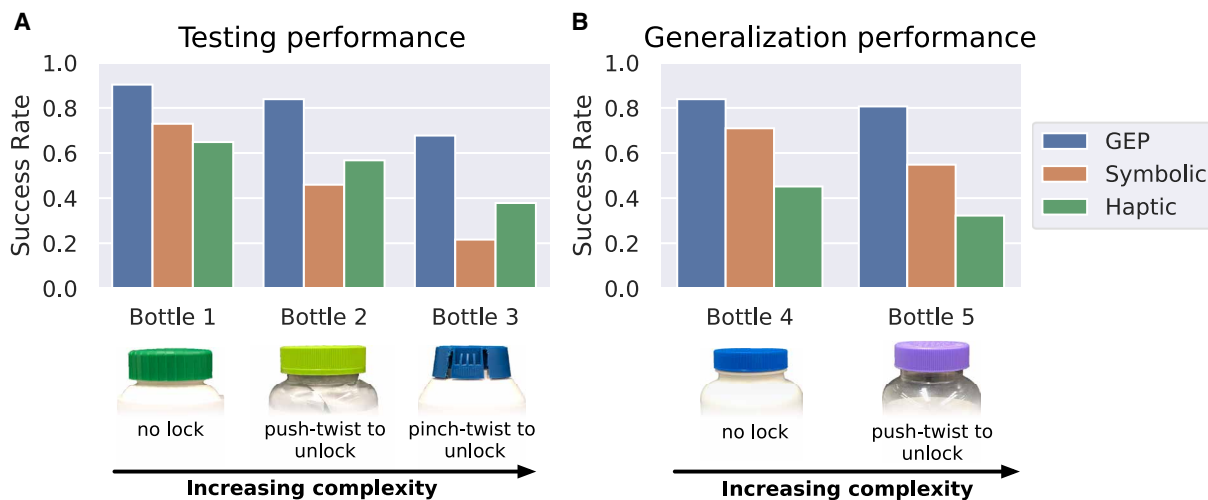 A
Testing performance
Success Rate
1.0
0.8
0.6
0.4
0.2
0.0
Bottle 1
Bottle 2
Bottle 3
no lock
push-twist to
unlock
pinch-twist to
unlock
Increasing complexity
B
Generalization performance
Success Rate
1.0
0.8
0.6
0.4
0.2
0.0
Bottle 4
Bottle 5
no lock
push-twist to
unlock
Increasing complexity
GEP
Symbolic
Haptic